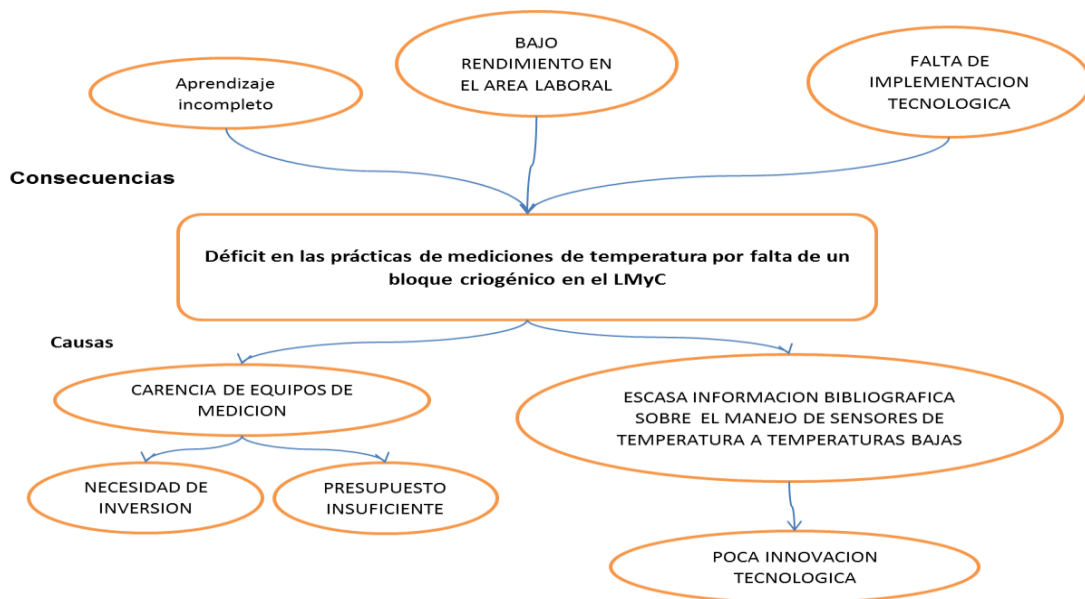 Aprendizaje
incompleto
BAJO
RENDIMIENTO EN
EL AREA LABORAL
FALTA DE
IMPLEMENTACION
TECNOLOGICA
Consecuencias
Déficit en las prácticas de mediciones de temperatura por falta de un
bloque criogénico en el LMyC
Causas
CARENCIA DE EQUIPOS DE
MEDICION
ESCASA INFORMACION BIBLIOGRAFICA
SOBRE EL MANEJO DE SENSORES DE
TEMPERATURA A TEMPERATURAS BAJAS
NECESIDAD DE
INVERSION
PRESUPUESTO
INSUFICIENTE
POCA INNOVACION
TECNOLOGICA